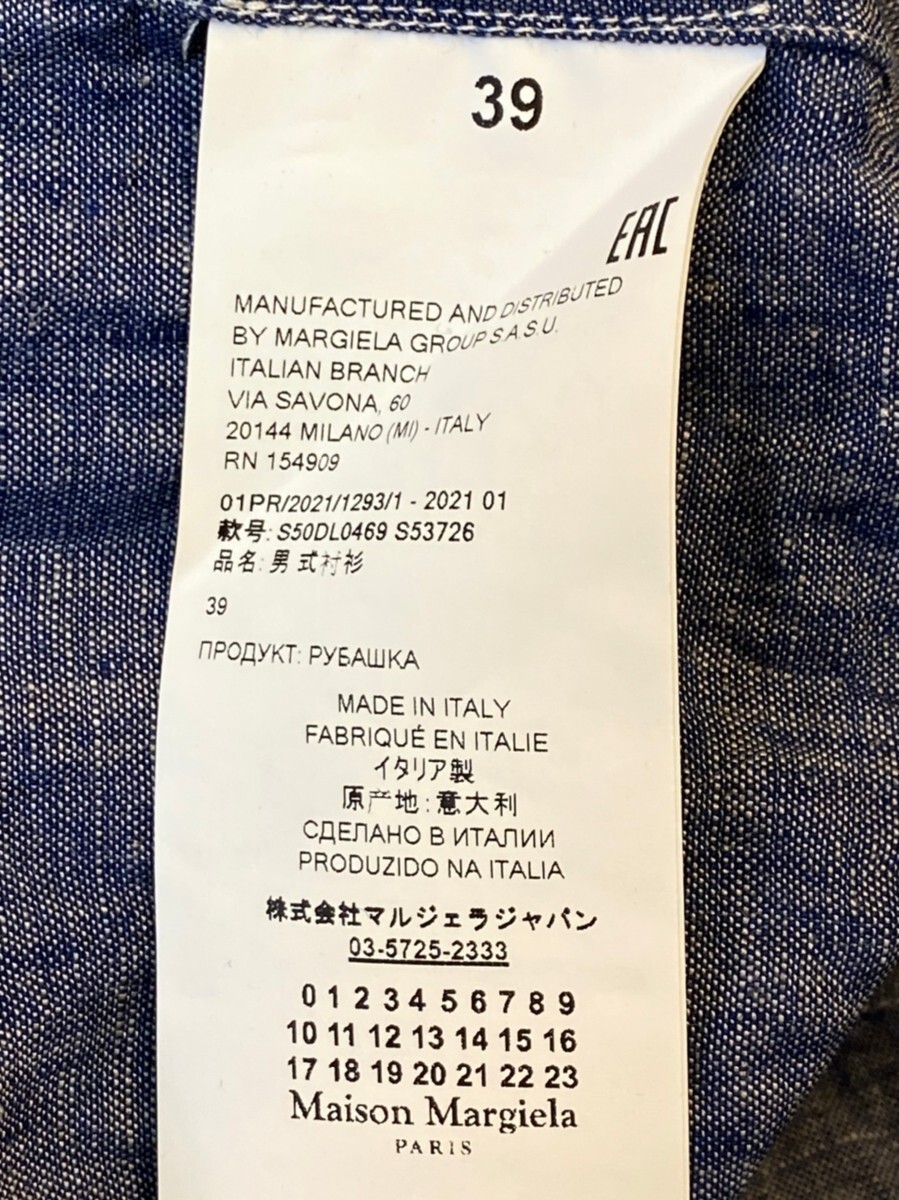 39
EAC
MANUFACTURED AND DISTRIBUTED
BY MARGIELA GROUP S.A.S.U.
ITALIAN BRANCH
VIA SAVONA, 60
20144 MILANO (MI) - ITALY
RN 154909
01PR/2021/1293/1 - 2021 01
款号: S50DL0469 S53726
品名: 男式衬衫
39
ПРОДУКТ: РУБАШКА
MADE IN ITALY
FABRIQUÉ EN ITALIE
イタリア製
原产地: 意大利
СДЕЛАНО В ИТАЛИИ
PRODUZIDO NA ITALIA
株式会社マルジェラジャパン
03-5725-2333
0 1 2 3 4 5 6 7 8 9
10 11 12 13 14 15 16
17 18 19 20 21 22 23
Maison Margiela
PARIS